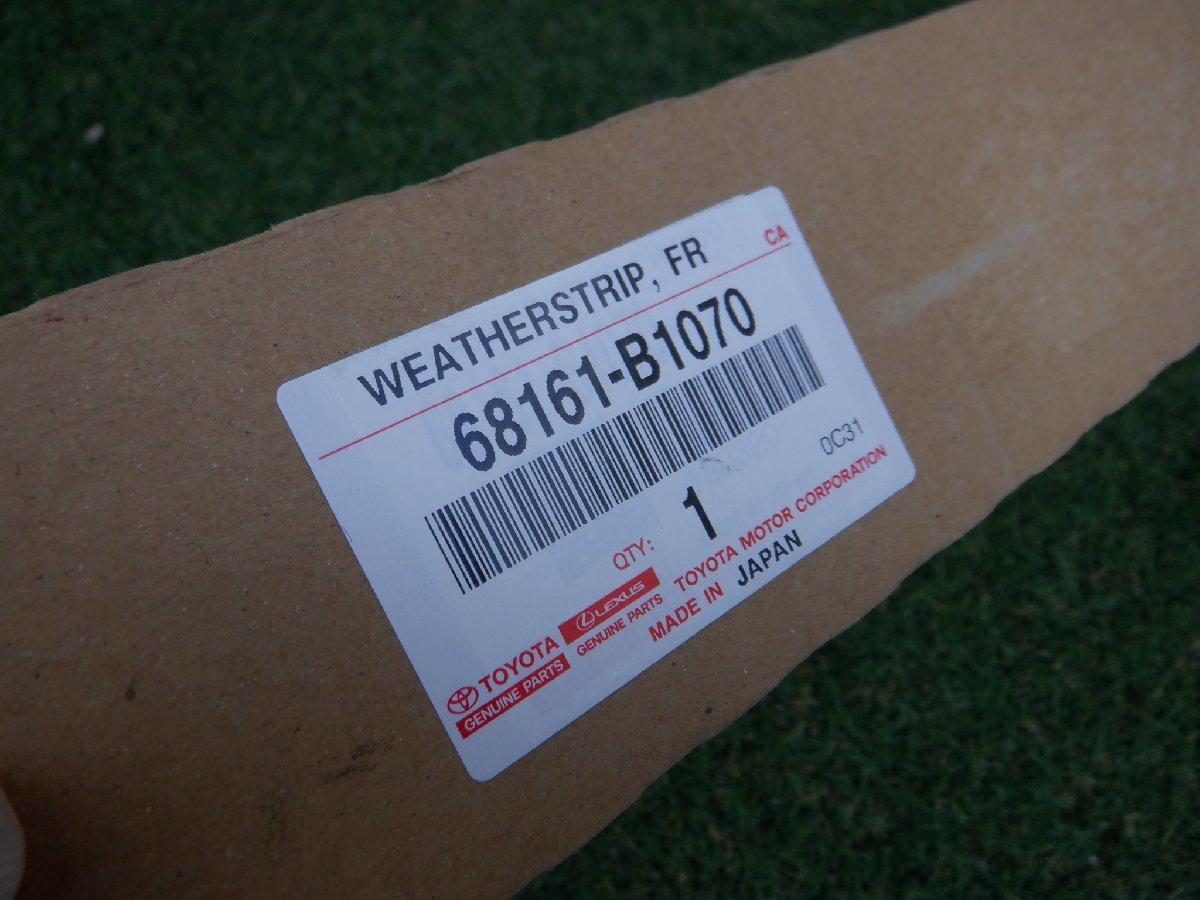 WEATHERSTRIP, FR
CA
68161-B1070
0C31
QTY: 1
TOYOTA
GENUINE PARTS
LEXUS
GENUINE PARTS
TOYOTA MOTOR CORPORATION
MADE IN JAPAN